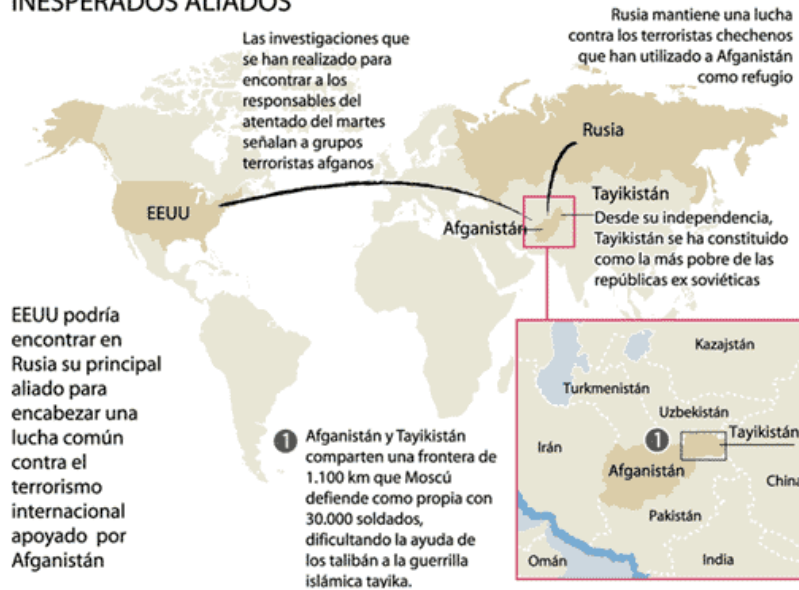 INESPERADOS ALIADOS
Las investigaciones que
se han realizado para
encontrar a los
responsables del
atentado del martes
señalan a grupos
terroristas afganos
Rusia mantiene una lucha
contra los terroristas chechenos
que han utilizado a Afganistán
como refugio
Rusia
EEUU
Afganistán
Tayikistán
Desde su independencia,
Tayikistán se ha constituido
como la más pobre de las
repúblicas ex soviéticas
EEUU podría
encontrar en
Rusia su principal
aliado para
encabezar una
lucha común
contra el
terrorismo
internacional
apoyado por
Afganistán
1 Afganistán y Tayikistán
comparten una frontera de
1.100 km que Moscú
defiende como propia con
30.000 soldados,
dificultando la ayuda de
los talibán a la guerrilla
islámica tayika.
Kazajstán
Turkmenistán
Uzbekistán
1
Tayikistán
Irán
Afganistán
China
Pakistán
Omán
India